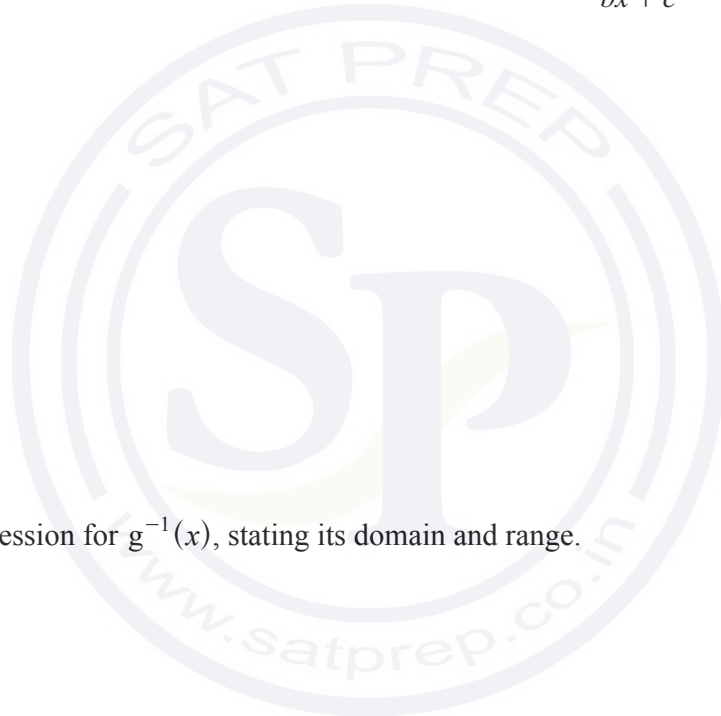 bx + c
SAT PREP
SP
ession for g⁻¹(x), stating its domain and range.
www.satprep.co.in